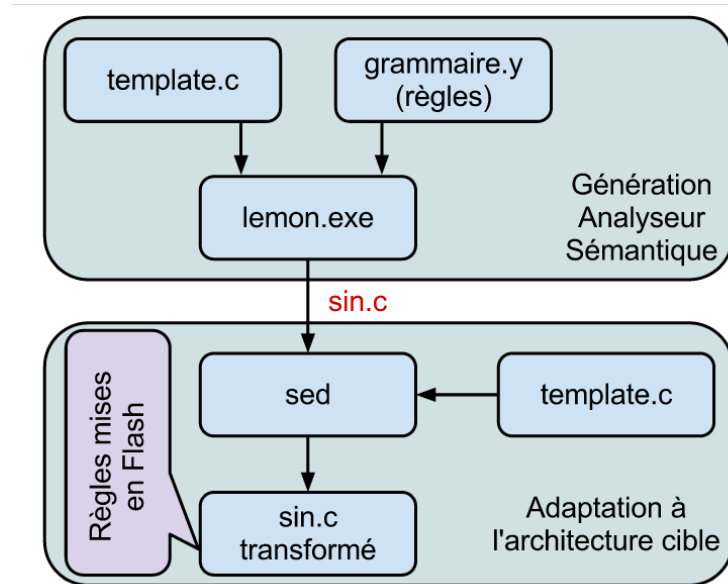 template.c
grammaire.y
(règles)
lemon.exe
Génération
Analyseur
Sémantique
sin.c
Règles mises
en Flash
sed
template.c
sin.c
transformé
Adaptation à
l'architecture cible